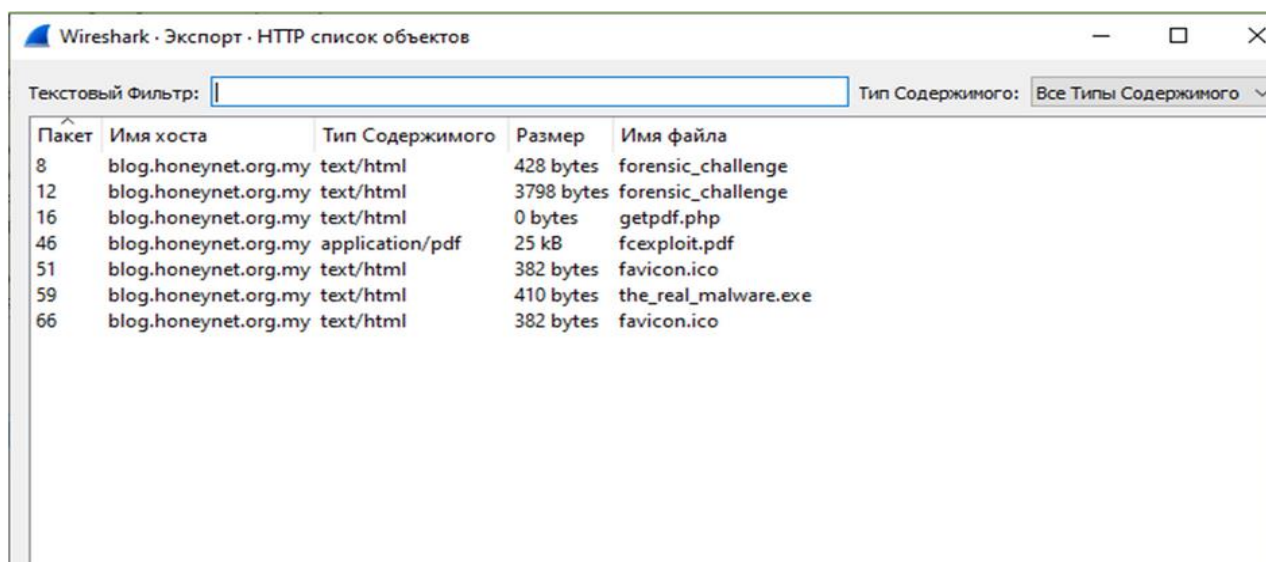 Wireshark · Экспорт · HTTP список объектов
Текстовый Фильтр: Тип Содержимого: Все Типы Содержимого
Пакет Имя хоста Тип Содержимого Размер Имя файла
8 blog.honeynet.org.my text/html 428 bytes forensic_challenge
12 blog.honeynet.org.my text/html 3798 bytes forensic_challenge
16 blog.honeynet.org.my text/html 0 bytes getpdf.php
46 blog.honeynet.org.my application/pdf 25 kB fcexploit.pdf
51 blog.honeynet.org.my text/html 382 bytes favicon.ico
59 blog.honeynet.org.my text/html 410 bytes the_real_malware.exe
66 blog.honeynet.org.my text/html 382 bytes favicon.ico